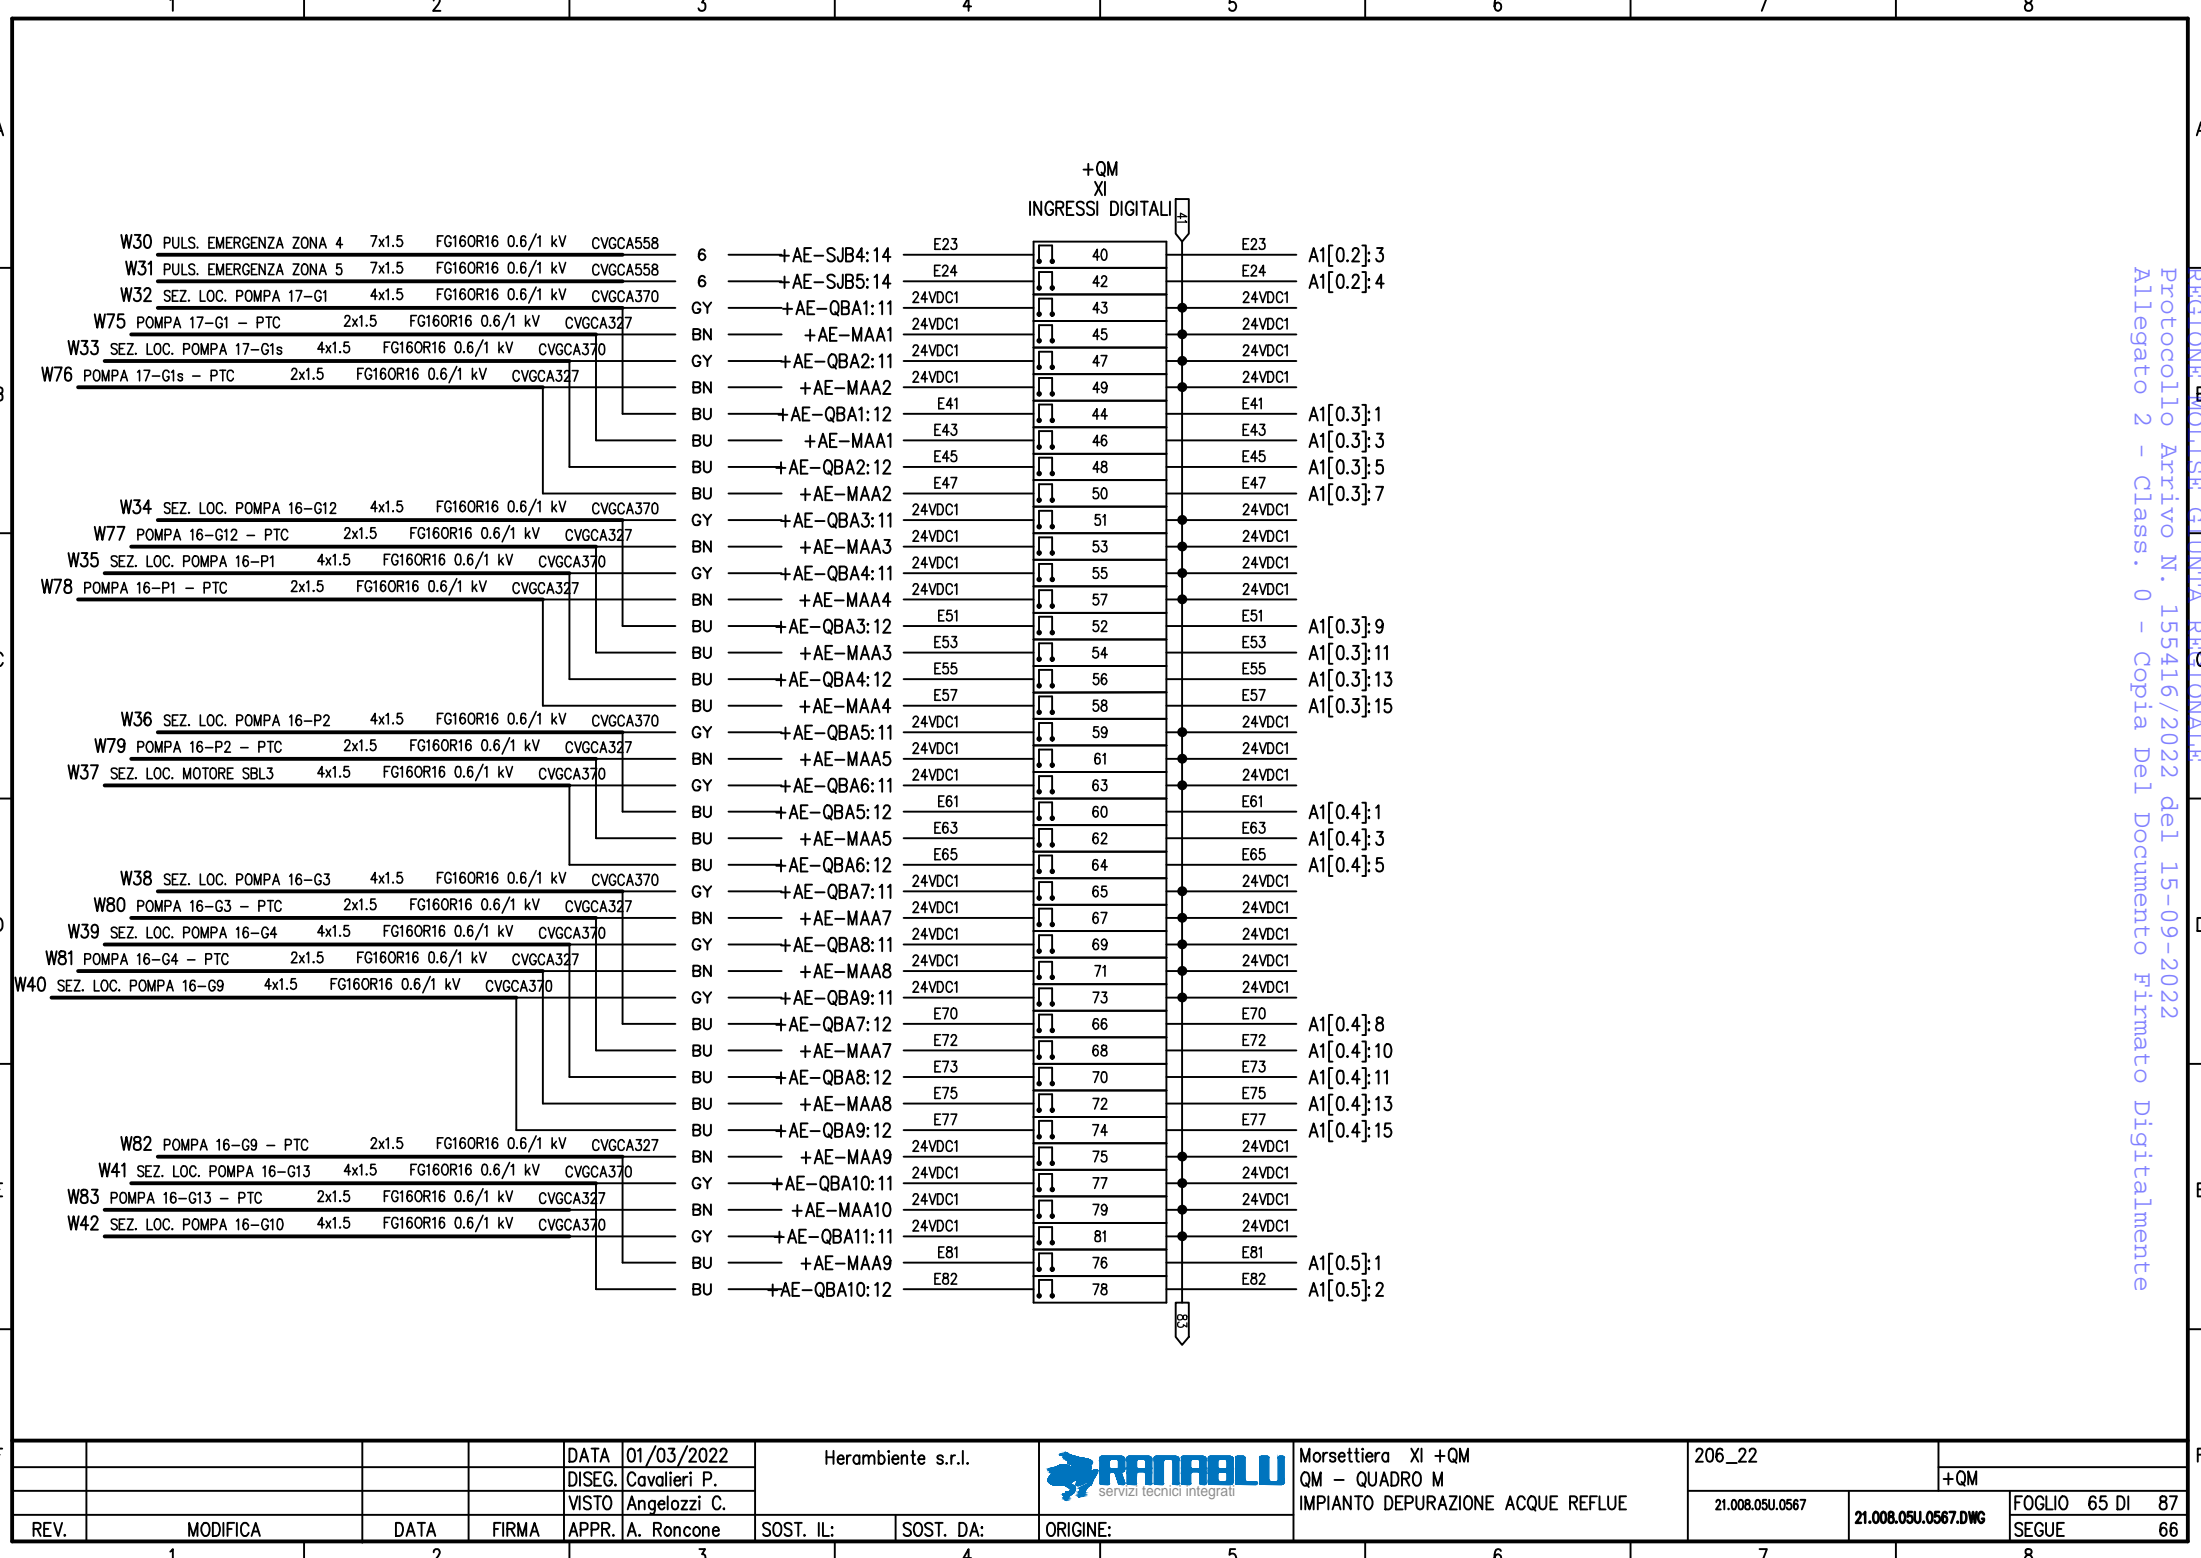 1 2 3 4 5 6 7 8
+QM
XI
INGRESSI DIGITALI
41
W30 PULS. EMERGENZA ZONA 4 7x1.5 FG16OR16 0.6/1 kV CVGCA558 6 +AE-SJB4:14 E23 40 E23 A1[0.2]:3
W31 PULS. EMERGENZA ZONA 5 7x1.5 FG16OR16 0.6/1 kV CVGCA558 6 +AE-SJB5:14 E24 42 E24 A1[0.2]:4
W32 SEZ. LOC. POMPA 17-G1 4x1.5 FG16OR16 0.6/1 kV CVGCA370 GY +AE-QBA1:11 24VDC1 43 24VDC1
W75 POMPA 17-G1 - PTC 2x1.5 FG16OR16 0.6/1 kV CVGCA327 BN +AE-MAA1 24VDC1 45 24VDC1
W33 SEZ. LOC. POMPA 17-G1s 4x1.5 FG16OR16 0.6/1 kV CVGCA370 GY +AE-QBA2:11 24VDC1 47 24VDC1
W76 POMPA 17-G1s - PTC 2x1.5 FG16OR16 0.6/1 kV CVGCA327 BN +AE-MAA2 24VDC1 49 24VDC1
BU +AE-QBA1:12 E41 44 E41 A1[0.3]:1
BU +AE-MAA1 E43 46 E43 A1[0.3]:3
BU +AE-QBA2:12 E45 48 E45 A1[0.3]:5
BU +AE-MAA2 E47 50 E47 A1[0.3]:7
W34 SEZ. LOC. POMPA 16-G12 4x1.5 FG16OR16 0.6/1 kV CVGCA370 GY +AE-QBA3:11 24VDC1 51 24VDC1
W77 POMPA 16-G12 - PTC 2x1.5 FG16OR16 0.6/1 kV CVGCA327 BN +AE-MAA3 24VDC1 53 24VDC1
W35 SEZ. LOC. POMPA 16-P1 4x1.5 FG16OR16 0.6/1 kV CVGCA370 GY +AE-QBA4:11 24VDC1 55 24VDC1
W78 POMPA 16-P1 - PTC 2x1.5 FG16OR16 0.6/1 kV CVGCA327 BN +AE-MAA4 24VDC1 57 24VDC1
BU +AE-QBA3:12 E51 52 E51 A1[0.3]:9
BU +AE-MAA3 E53 54 E53 A1[0.3]:11
BU +AE-QBA4:12 E55 56 E55 A1[0.3]:13
BU +AE-MAA4 E57 58 E57 A1[0.3]:15
W36 SEZ. LOC. POMPA 16-P2 4x1.5 FG16OR16 0.6/1 kV CVGCA370 GY +AE-QBA5:11 24VDC1 59 24VDC1
W79 POMPA 16-P2 - PTC 2x1.5 FG16OR16 0.6/1 kV CVGCA327 BN +AE-MAA5 24VDC1 61 24VDC1
W37 SEZ. LOC. MOTORE SBL3 4x1.5 FG16OR16 0.6/1 kV CVGCA370 GY +AE-QBA6:11 24VDC1 63 24VDC1
BU +AE-QBA5:12 E61 60 E61 A1[0.4]:1
BU +AE-MAA5 E63 62 E63 A1[0.4]:3
BU +AE-QBA6:12 E65 64 E65 A1[0.4]:5
W38 SEZ. LOC. POMPA 16-G3 4x1.5 FG16OR16 0.6/1 kV CVGCA370 GY +AE-QBA7:11 24VDC1 65 24VDC1
W80 POMPA 16-G3 - PTC 2x1.5 FG16OR16 0.6/1 kV CVGCA327 BN +AE-MAA7 24VDC1 67 24VDC1
W39 SEZ. LOC. POMPA 16-G4 4x1.5 FG16OR16 0.6/1 kV CVGCA370 GY +AE-QBA8:11 24VDC1 69 24VDC1
W81 POMPA 16-G4 - PTC 2x1.5 FG16OR16 0.6/1 kV CVGCA327 BN +AE-MAA8 24VDC1 71 24VDC1
W40 SEZ. LOC. POMPA 16-G9 4x1.5 FG16OR16 0.6/1 kV CVGCA370 GY +AE-QBA9:11 24VDC1 73 24VDC1
BU +AE-QBA7:12 E70 66 E70 A1[0.4]:8
BU +AE-MAA7 E72 68 E72 A1[0.4]:10
BU +AE-QBA8:12 E73 70 E73 A1[0.4]:11
BU +AE-MAA8 E75 72 E75 A1[0.4]:13
BU +AE-QBA9:12 E77 74 E77 A1[0.4]:15
W82 POMPA 16-G9 - PTC 2x1.5 FG16OR16 0.6/1 kV CVGCA327 BN +AE-MAA9 24VDC1 75 24VDC1
W41 SEZ. LOC. POMPA 16-G13 4x1.5 FG16OR16 0.6/1 kV CVGCA370 GY +AE-QBA10:11 24VDC1 77 24VDC1
W83 POMPA 16-G13 - PTC 2x1.5 FG16OR16 0.6/1 kV CVGCA327 BN +AE-MAA10 24VDC1 79 24VDC1
W42 SEZ. LOC. POMPA 16-G10 4x1.5 FG16OR16 0.6/1 kV CVGCA370 GY +AE-QBA11:11 24VDC1 81 24VDC1
BU +AE-MAA9 E81 76 E81 A1[0.5]:1
BU +AE-QBA10:12 E82 78 E82 A1[0.5]:2
83
REGIONE MOLISE GIUNTA REGIONALE
Protocollo Arrivo N. 155416/2022 del 15-09-2022
Allegato 2 - Class. 0 - Copia Del Documento Firmato Digitalmente
DATA 01/03/2022
DISEG. Cavalieri P.
VISTO Angelozzi C.
REV. MODIFICA DATA FIRMA APPR. A. Roncone
Herambiente s.r.l.
SOST. IL: SOST. DA: ORIGINE:
RANABLU
servizi tecnici integrati
Morsettiera XI +QM
QM - QUADRO M
IMPIANTO DEPURAZIONE ACQUE REFLUE
206_22
+QM
21.008.05U.0567
21.008.05U.0567.DWG
FOGLIO 65 DI 87
SEGUE 66
1 2 3 4 5 6 7 8